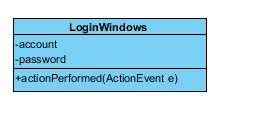 LoginWindows
-account
-password
+actionPerformed(ActionEvent e)